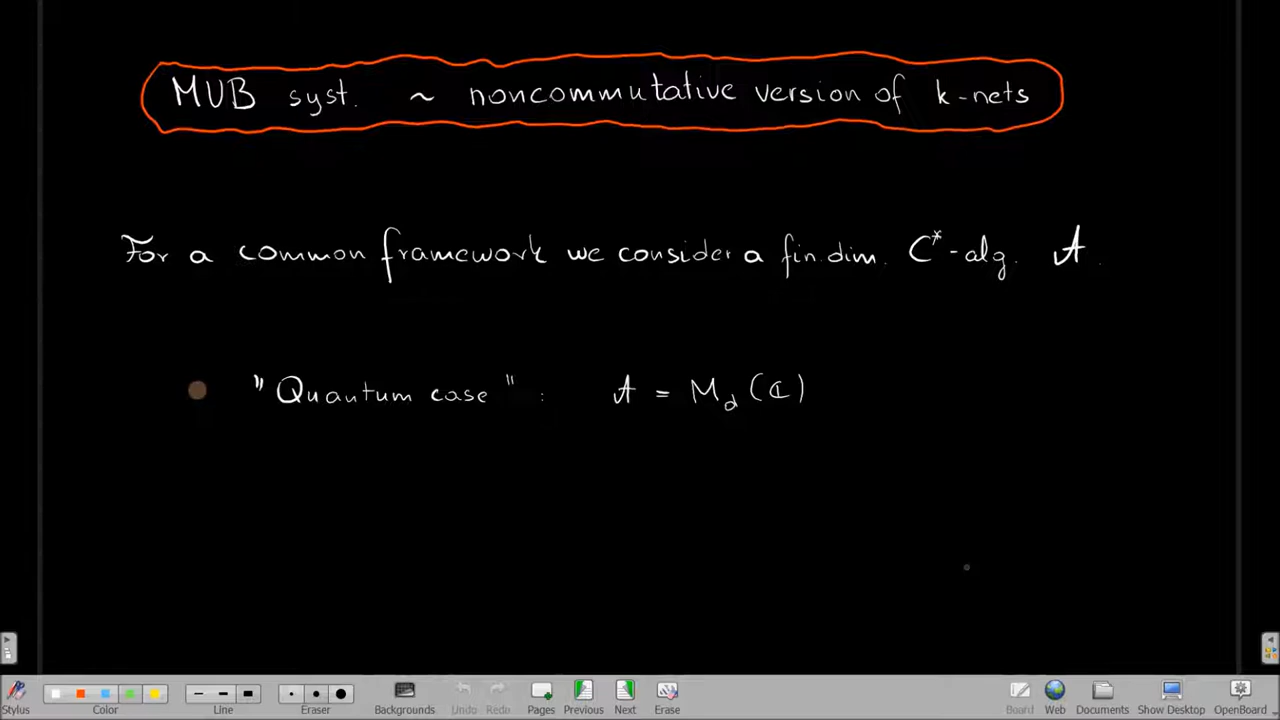 MUB syst. ~ noncommutative version of k-nets
For a common framework we consider a fin.dim. C*-alg. A.
"Quantum case": A = M_d(ℂ)
Stylus Color Line Eraser Backgrounds Undo Redo Pages Previous Next Erase Board Web Documents Show Desktop OpenBoard